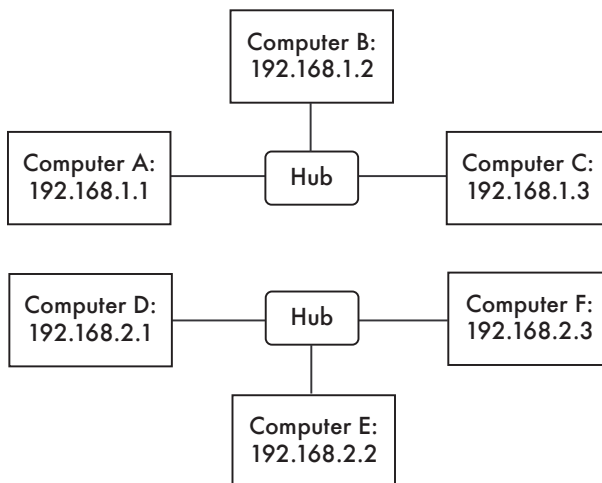 Computer B:
192.168.1.2
Computer A:
192.168.1.1
Hub
Computer C:
192.168.1.3
Computer D:
192.168.2.1
Hub
Computer F:
192.168.2.3
Computer E:
192.168.2.2